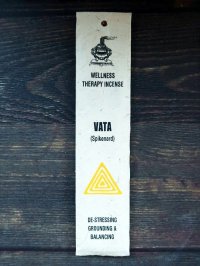 WELLNESS
THERAPY INCENSE
VATA
(Spikenard)
DE-STRESSING
GROUNDING &
BALANCING